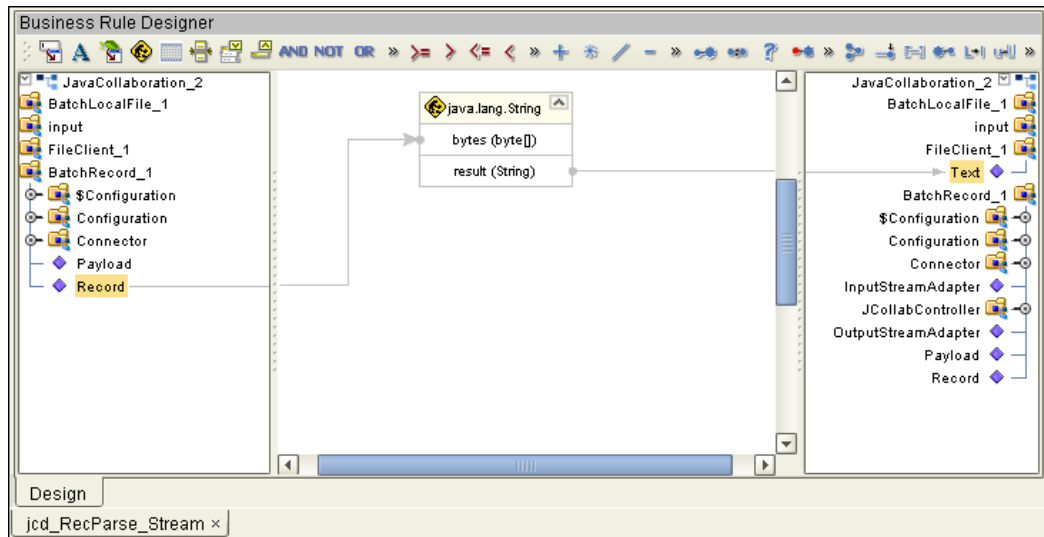 Business Rule Designer
A AND NOT OR » >= > <= < » + / - » ? » »
JavaCollaboration_2
BatchLocalFile_1
input
FileClient_1
BatchRecord_1
$Configuration
Configuration
Connector
Payload
Record
java.lang.String
bytes (byte[])
result (String)
JavaCollaboration_2
BatchLocalFile_1
input
FileClient_1
Text
BatchRecord_1
$Configuration
Configuration
Connector
InputStreamAdapter
JCollabController
OutputStreamAdapter
Payload
Record
Design
jcd_RecParse_Stream ×